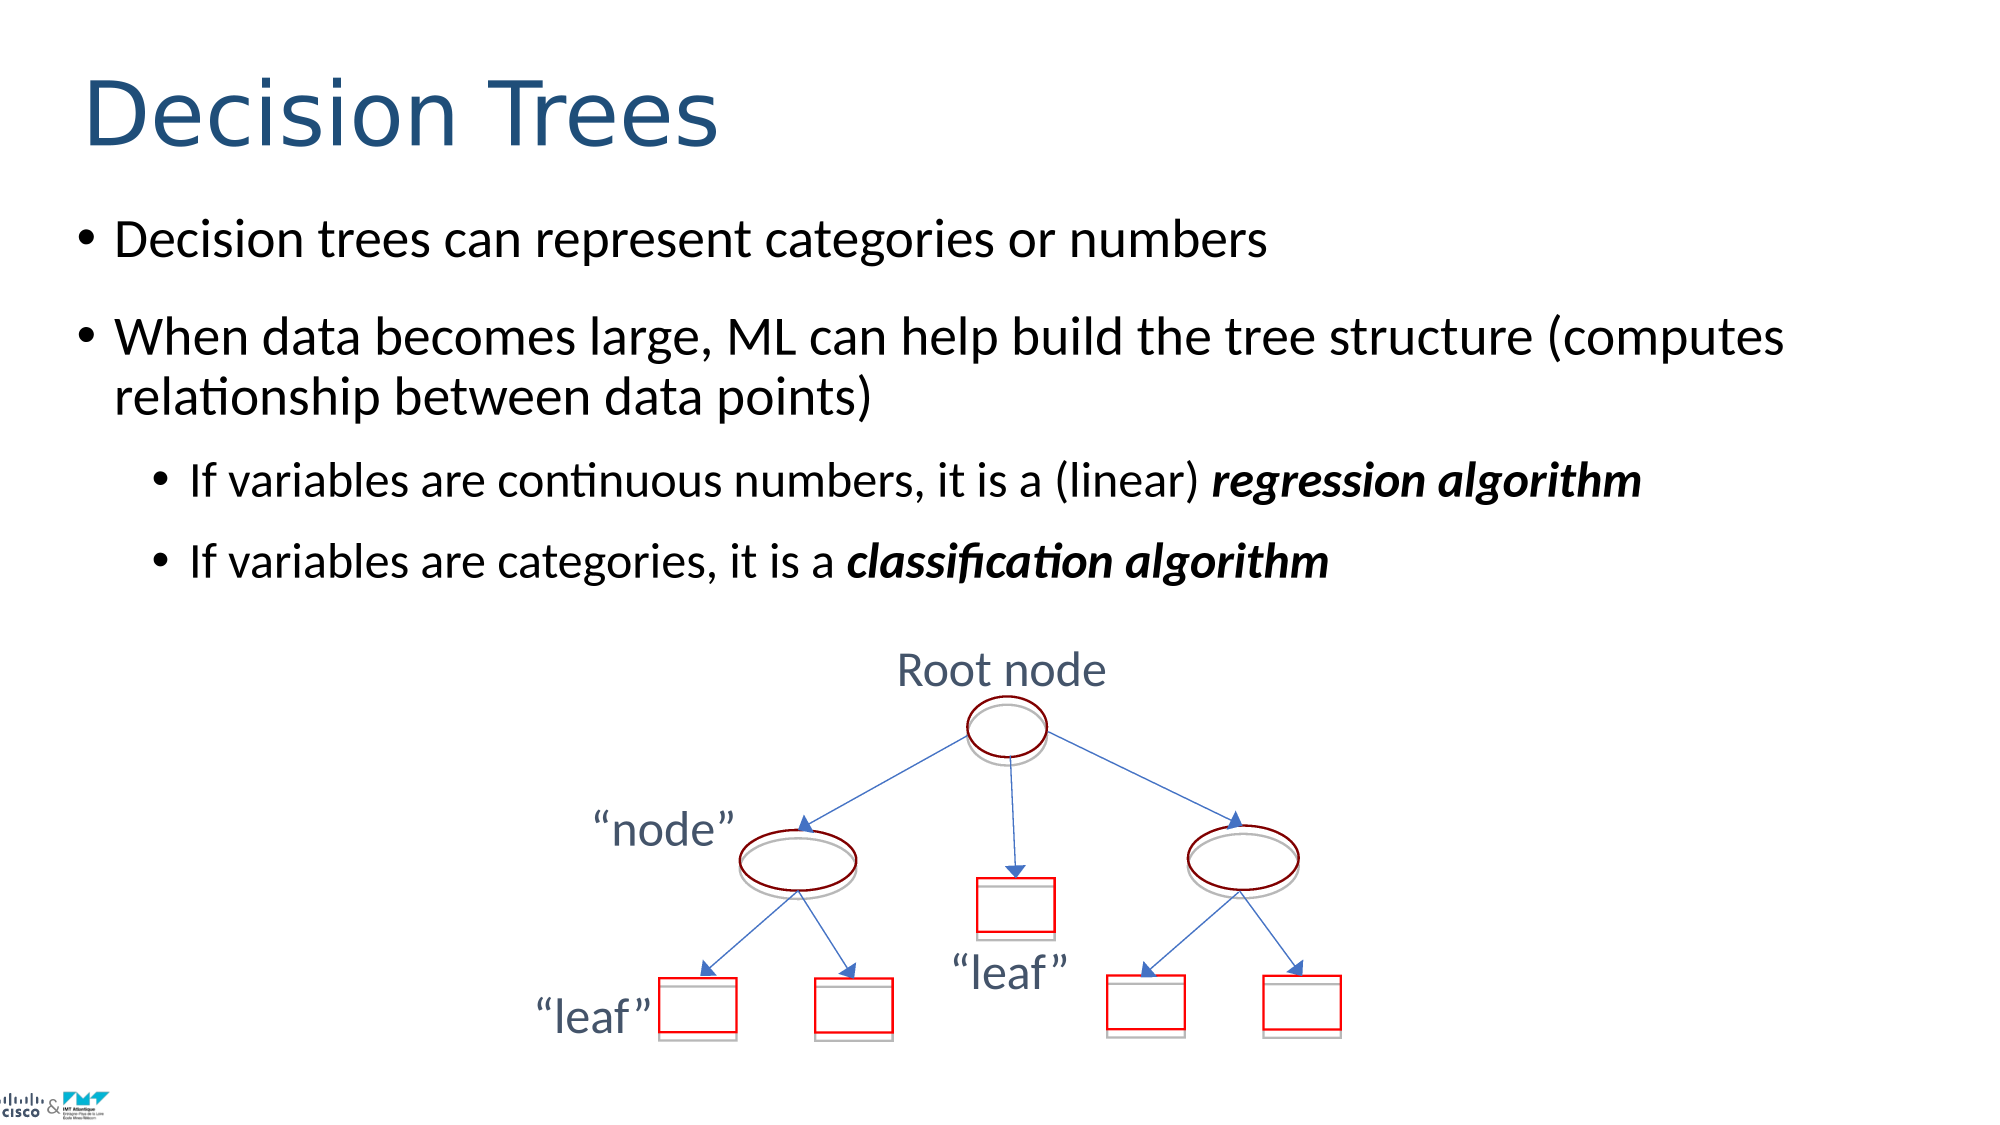 Decision Trees
• Decision trees can represent categories or numbers
• When data becomes large, ML can help build the tree structure (computes
relationship between data points)
• If variables are continuous numbers, it is a (linear) regression algorithm
• If variables are categories, it is a classification algorithm
Root node
“node”
“leaf”
“leaf”
CISCO & IMT Atlantique